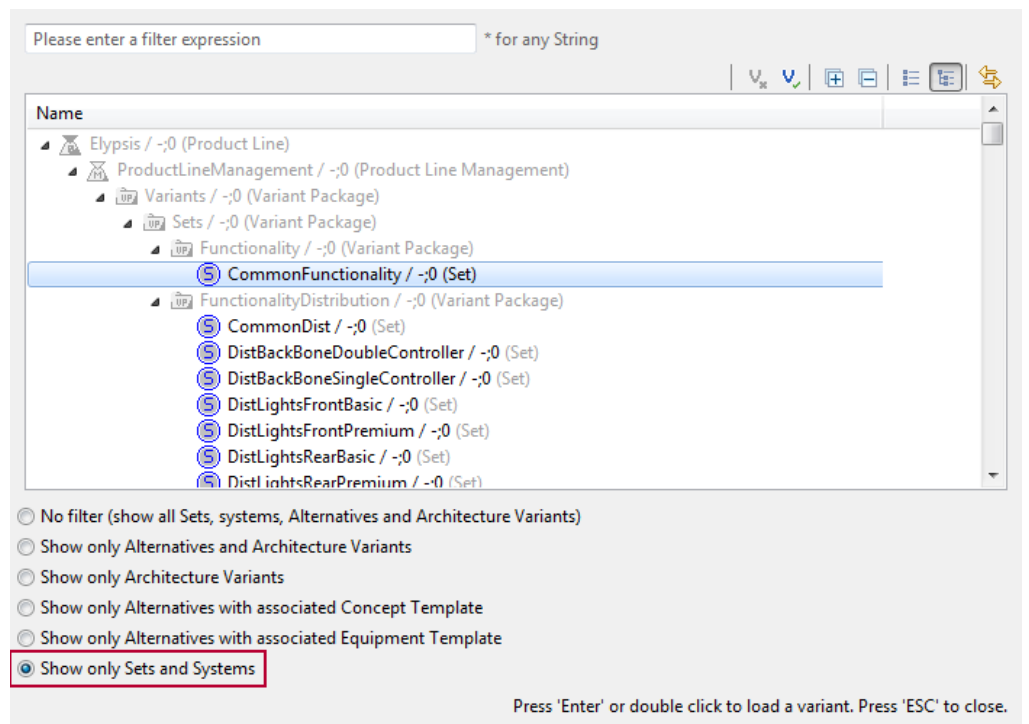 Please enter a filter expression * for any String
Name
Elypsis / -;0 (Product Line)
ProductLineManagement / -;0 (Product Line Management)
Variants / -;0 (Variant Package)
Sets / -;0 (Variant Package)
Functionality / -;0 (Variant Package)
CommonFunctionality / -;0 (Set)
FunctionalityDistribution / -;0 (Variant Package)
CommonDist / -;0 (Set)
DistBackBoneDoubleController / -;0 (Set)
DistBackBoneSingleController / -;0 (Set)
DistLightsFrontBasic / -;0 (Set)
DistLightsFrontPremium / -;0 (Set)
DistLightsRearBasic / -;0 (Set)
DistLightsRearPremium / -;0 (Set)
No filter (show all Sets, systems, Alternatives and Architecture Variants)
Show only Alternatives and Architecture Variants
Show only Architecture Variants
Show only Alternatives with associated Concept Template
Show only Alternatives with associated Equipment Template
Show only Sets and Systems
Press 'Enter' or double click to load a variant. Press 'ESC' to close.